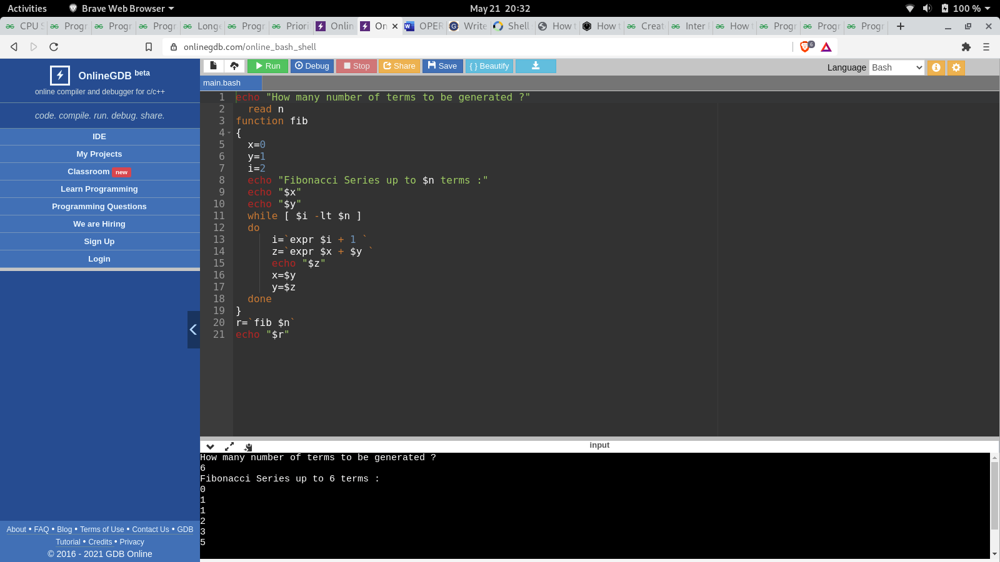 Activities Brave Web Browser May 21 20:32 100 %
CPU S Progr Progr Progr Longe Progr Priori Onlin On OPER Write Shell How t How t Creat Inter How t Progr Progr Progr
onlinegdb.com/online_bash_shell 6
OnlineGDB beta
online compiler and debugger for c/c++
code. compile. run. debug. share.
IDE
My Projects
Classroom new
Learn Programming
Programming Questions
We are Hiring
Sign Up
Login
About • FAQ • Blog • Terms of Use • Contact Us • GDB
Tutorial • Credits • Privacy
© 2016 - 2021 GDB Online
Run Debug Stop Share Save { } Beautify Language Bash
main.bash
1 echo "How many number of terms to be generated ?"
2 read n
3 function fib
4 {
5 x=0
6 y=1
7 i=2
8 echo "Fibonacci Series up to $n terms :"
9 echo "$x"
10 echo "$y"
11 while [ $i -lt $n ]
12 do
13 i=`expr $i + 1 `
14 z=`expr $x + $y `
15 echo "$z"
16 x=$y
17 y=$z
18 done
19 }
20 r=`fib $n`
21 echo "$r"
input
How many number of terms to be generated ?
6
Fibonacci Series up to 6 terms :
0
1
1
2
3
5